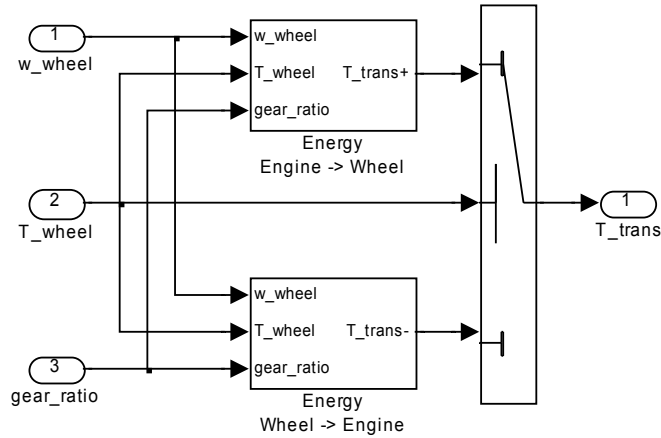 1
w_wheel
w_wheel
T_wheel
T_trans+
gear_ratio
Energy
Engine -> Wheel
2
T_wheel
1
T_trans
w_wheel
T_wheel
T_trans-
gear_ratio
3
gear_ratio
Energy
Wheel -> Engine